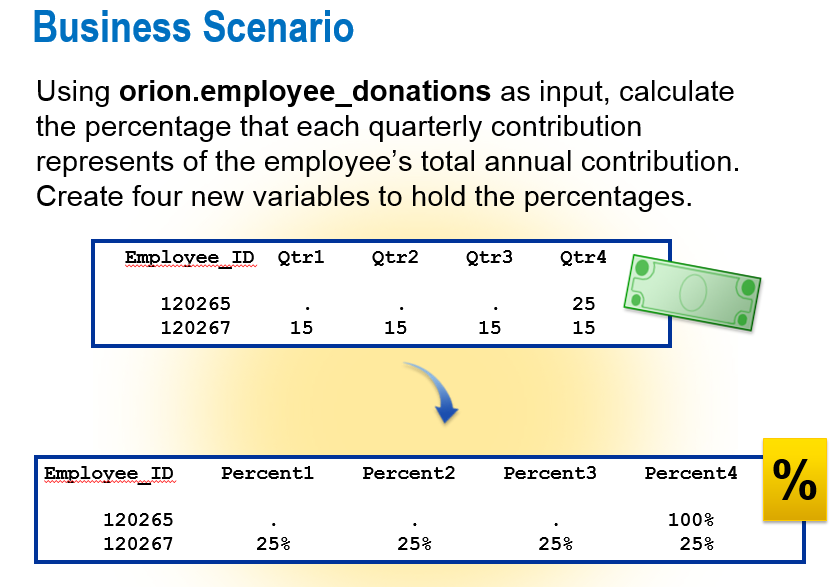 Business Scenario
Using orion.employee_donations as input, calculate
the percentage that each quarterly contribution
represents of the employee’s total annual contribution.
Create four new variables to hold the percentages.
Employee_ID Qtr1 Qtr2 Qtr3 Qtr4
120265 . . . 25
120267 15 15 15 15
Employee_ID Percent1 Percent2 Percent3 Percent4
120265 . . . 100%
120267 25% 25% 25% 25%
%